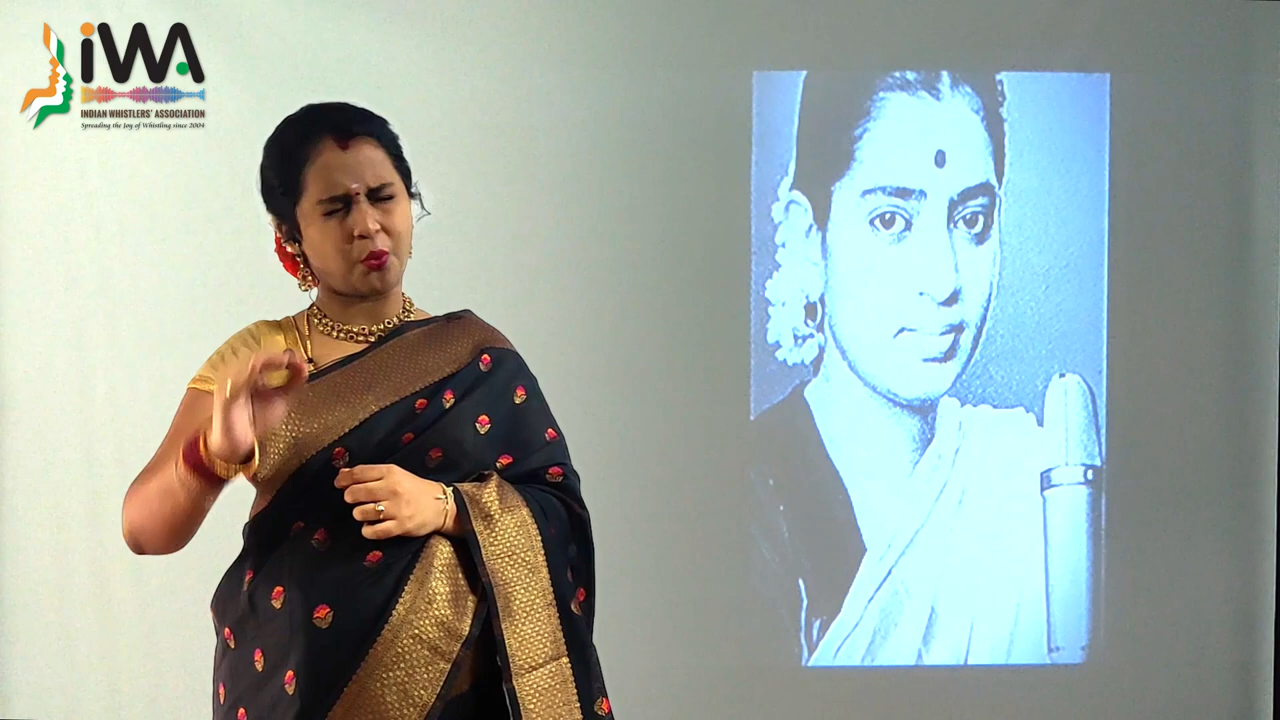 iWA
INDIAN WHISTLERS' ASSOCIATION
Spreading the Joy of Whistling since 2004